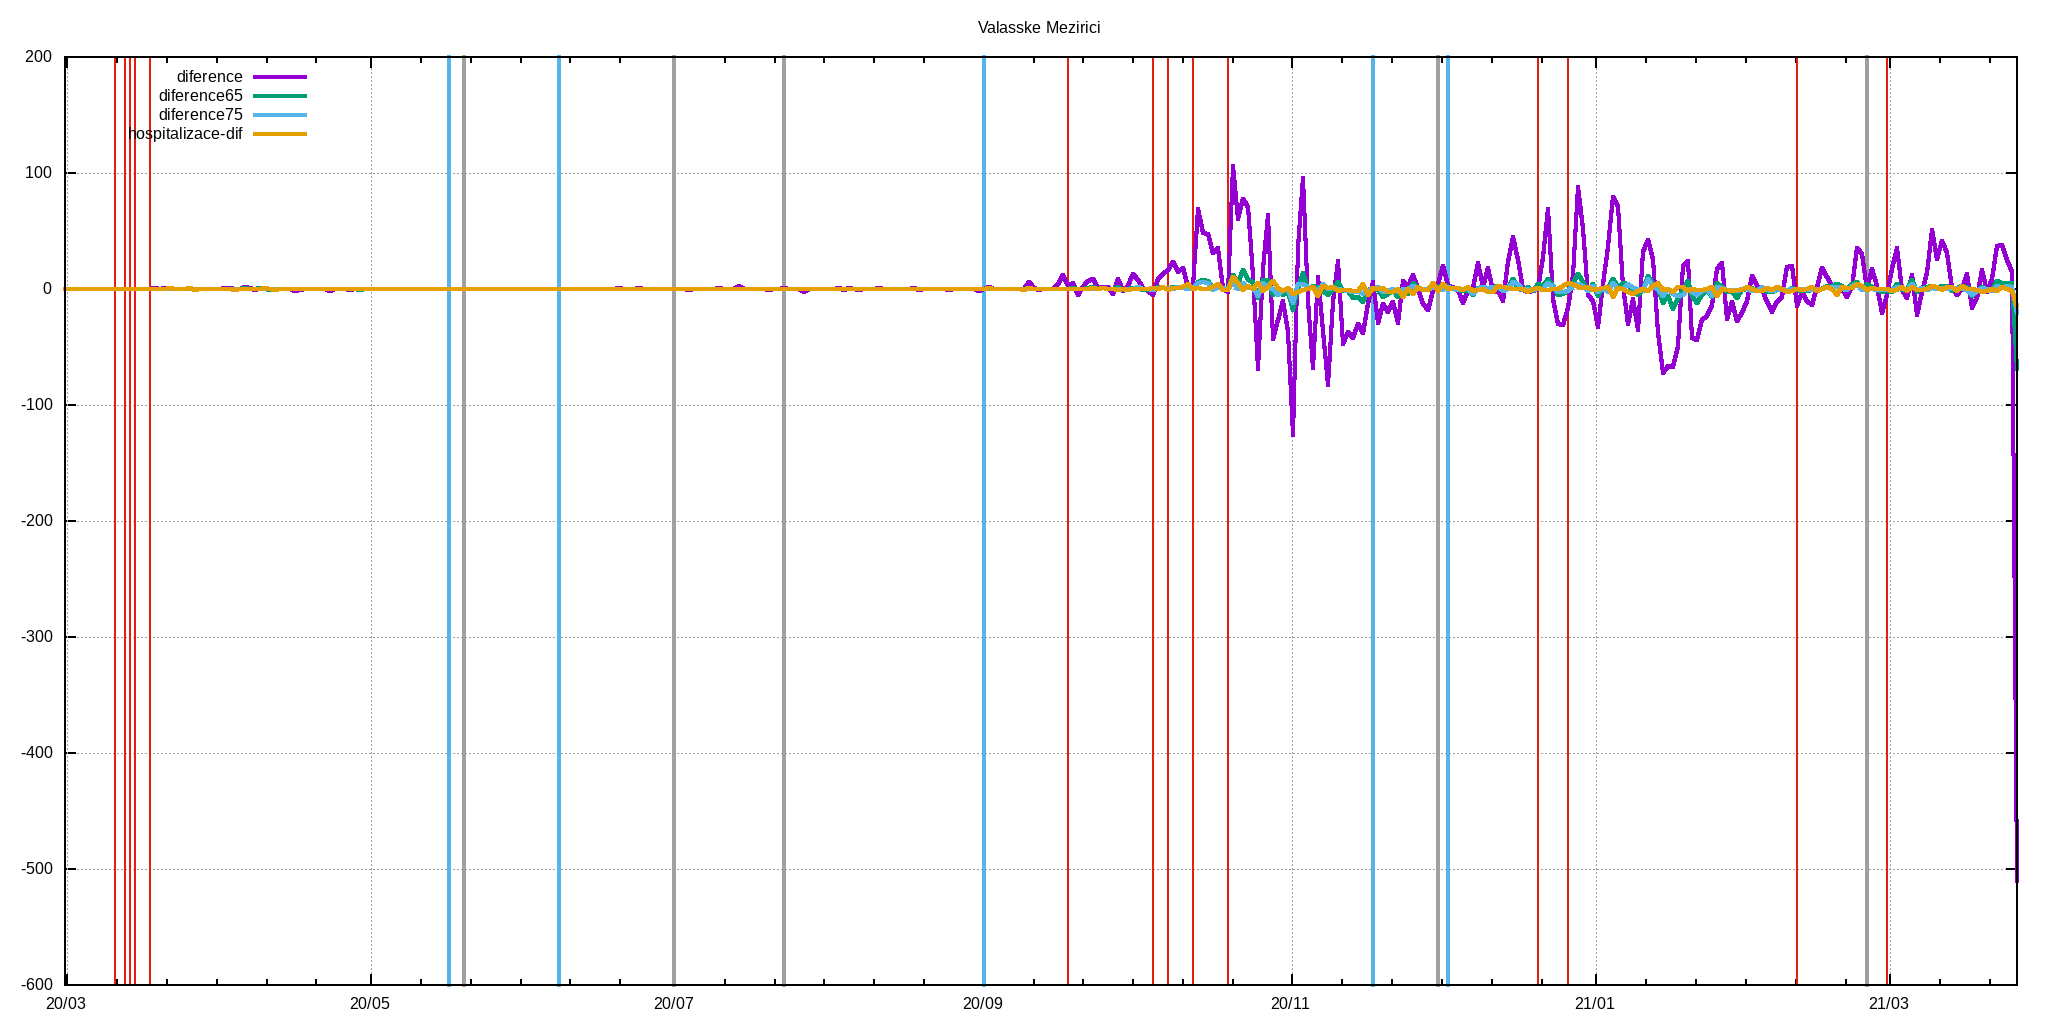 Valasske Mezirici
200
diference
diference65
diference75
hospitalizace-dif
100
0
-100
-200
-300
-400
-500
-600
20/03 20/05 20/07 20/09 20/11 21/01 21/03